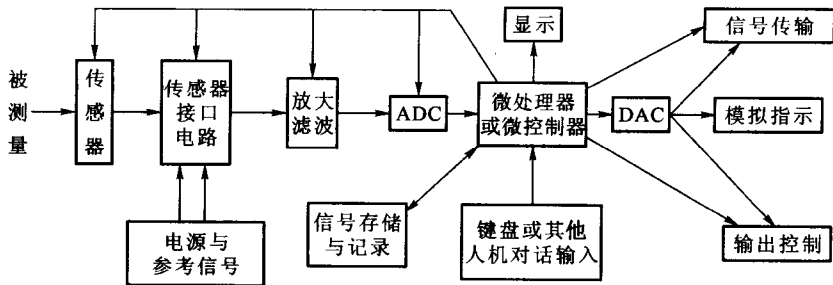 显示
信号传输
被
测
量
传
感
器
传感器
接口
电路
放大
滤波
ADC
微处理器
或微控制器
DAC
模拟指示
电源与
参考信号
信号存储
与记录
键盘或其他
人机对话输入
输出控制